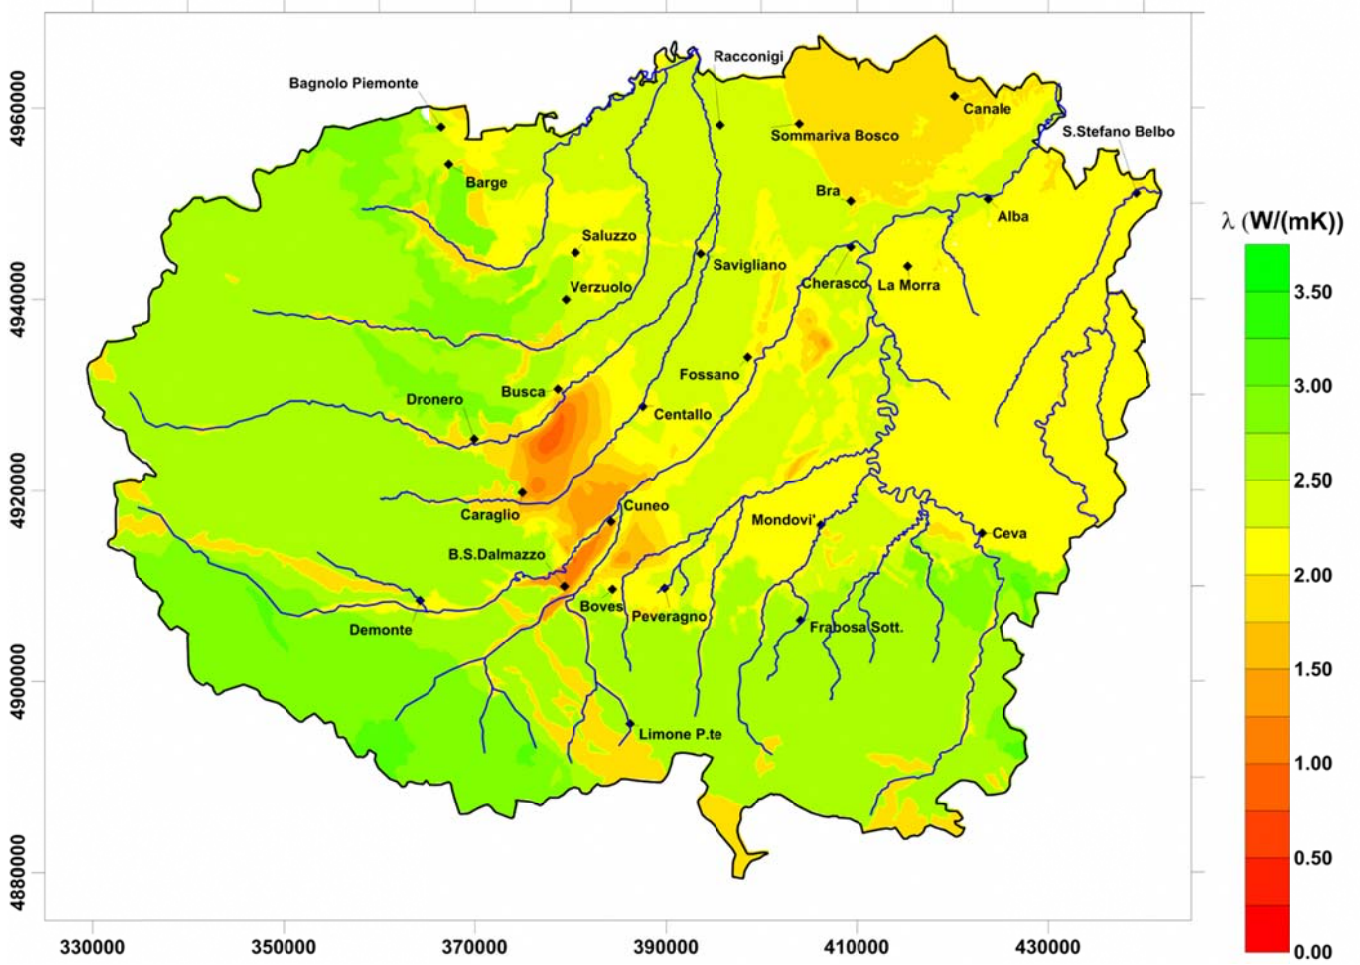 Racconigi
Bagnolo Piemonte
Canale
Sommariva Bosco
S.Stefano Belbo
Barge
Bra
Alba
Saluzzo
Savigliano
Cherasco
La Morra
Verzuolo
Fossano
Busca
Dronero
Centallo
Caraglio
Cuneo
Mondovi'
Ceva
B.S.Dalmazzo
Boves
Peveragno
Demonte
Frabosa Sott.
Limone P.te
4960000
4940000
4920000
4900000
4880000
330000 350000 370000 390000 410000 430000
λ (W/(mK))
3.50
3.00
2.50
2.00
1.50
1.00
0.50
0.00